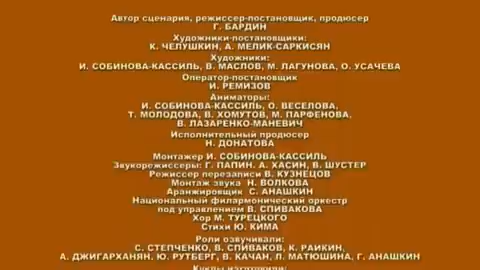 Автор сценария, режиссер-постановщик, продюсер
Г. БАРДИН
Художники-постановщики:
К. ЧЕЛУШКИН, А. МЕЛИК-САРКИСЯН
Художники:
И. СОБИНОВА-КАССИЛЬ, В. МАСЛОВ, М. ЛАГУНОВА, О. УСАЧЕВА
Оператор-постановщик
И. РЕМИЗОВ
Аниматоры:
И. СОБИНОВА-КАССИЛЬ, О. ВЕСЕЛОВА,
Т. МОЛОДОВА, В. ХОМУТОВ, М. ПАРФЕНОВА,
В. ЛАЗАРЕНКО-МАНЕВИЧ
Исполнительный продюсер
Н. ДОНАТОВА
Монтажер И. СОБИНОВА-КАССИЛЬ
Звукорежиссеры: Г. ПАПИН. А. ХАСИН, В. ШУСТЕР
Режиссер перезаписи В. КУЗНЕЦОВ
Монтаж звука Н. ВОЛКОВА
Аранжировщик С. АНАШКИН
Национальный филармонический оркестр
под управлением В. СПИВАКОВА
Хор М. ТУРЕЦКОГО
Стихи Ю. КИМА
Роли озвучивали:
С. СТЕПЧЕНКО, В. СПИВАКОВ, К. РАЙКИН,
А. ДЖИГАРХАНЯН, Ю. РУТБЕРГ, В. КАЧАН, Л. МАТЮШИНА, Г. АНАШКИН
Куклы изготовили: